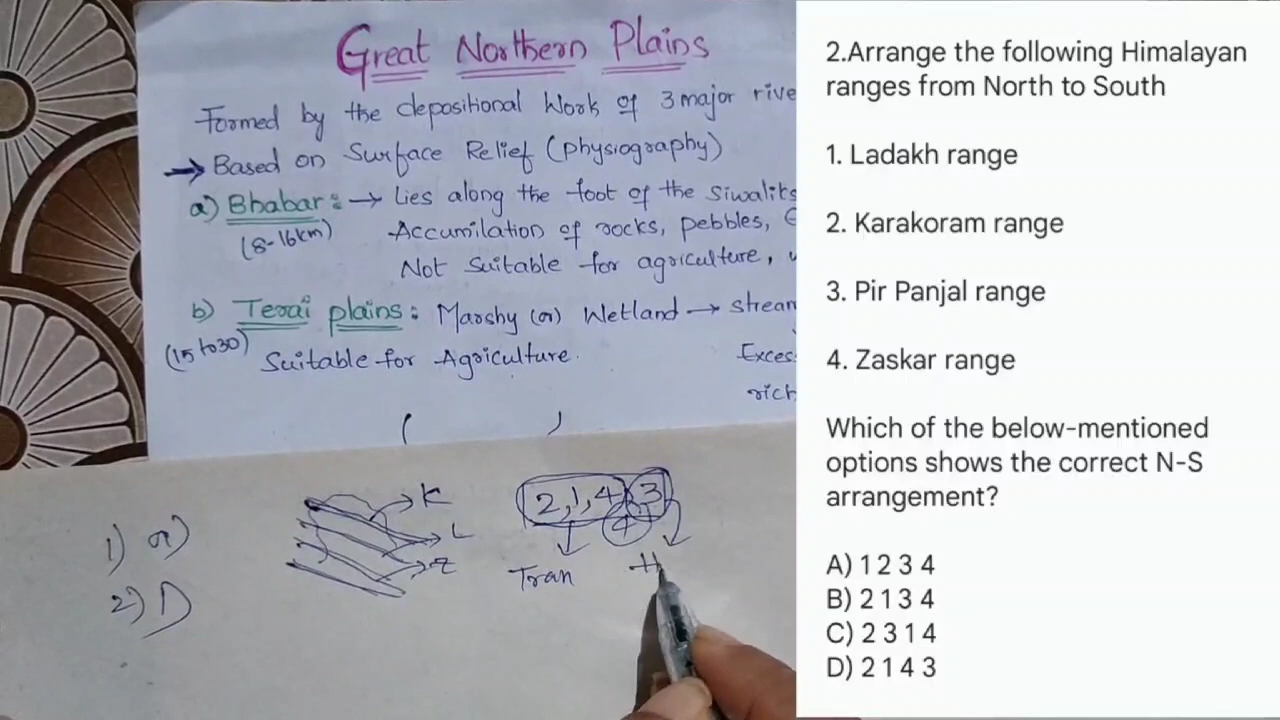 Great Northern Plains
Formed by the depositional Work of 3 major rive
→ Based on Surface Relief (physiography)
a) Bhabar: → Lies along the foot of the Siwaliks
(8-16km) Accumilation of rocks, pebbles,
Not Suitable for agriculture,
b) Terai plains: Marshy (or) Wetland → stream
(15 to 30) Suitable for Agriculture. Exces
rich
( )
K
L
Z
1) a)
2) D
2,1,4, 3
4
Tran H
2.Arrange the following Himalayan
ranges from North to South
1. Ladakh range
2. Karakoram range
3. Pir Panjal range
4. Zaskar range
Which of the below-mentioned
options shows the correct N-S
arrangement?
A) 1 2 3 4
B) 2 1 3 4
C) 2 3 1 4
D) 2 1 4 3